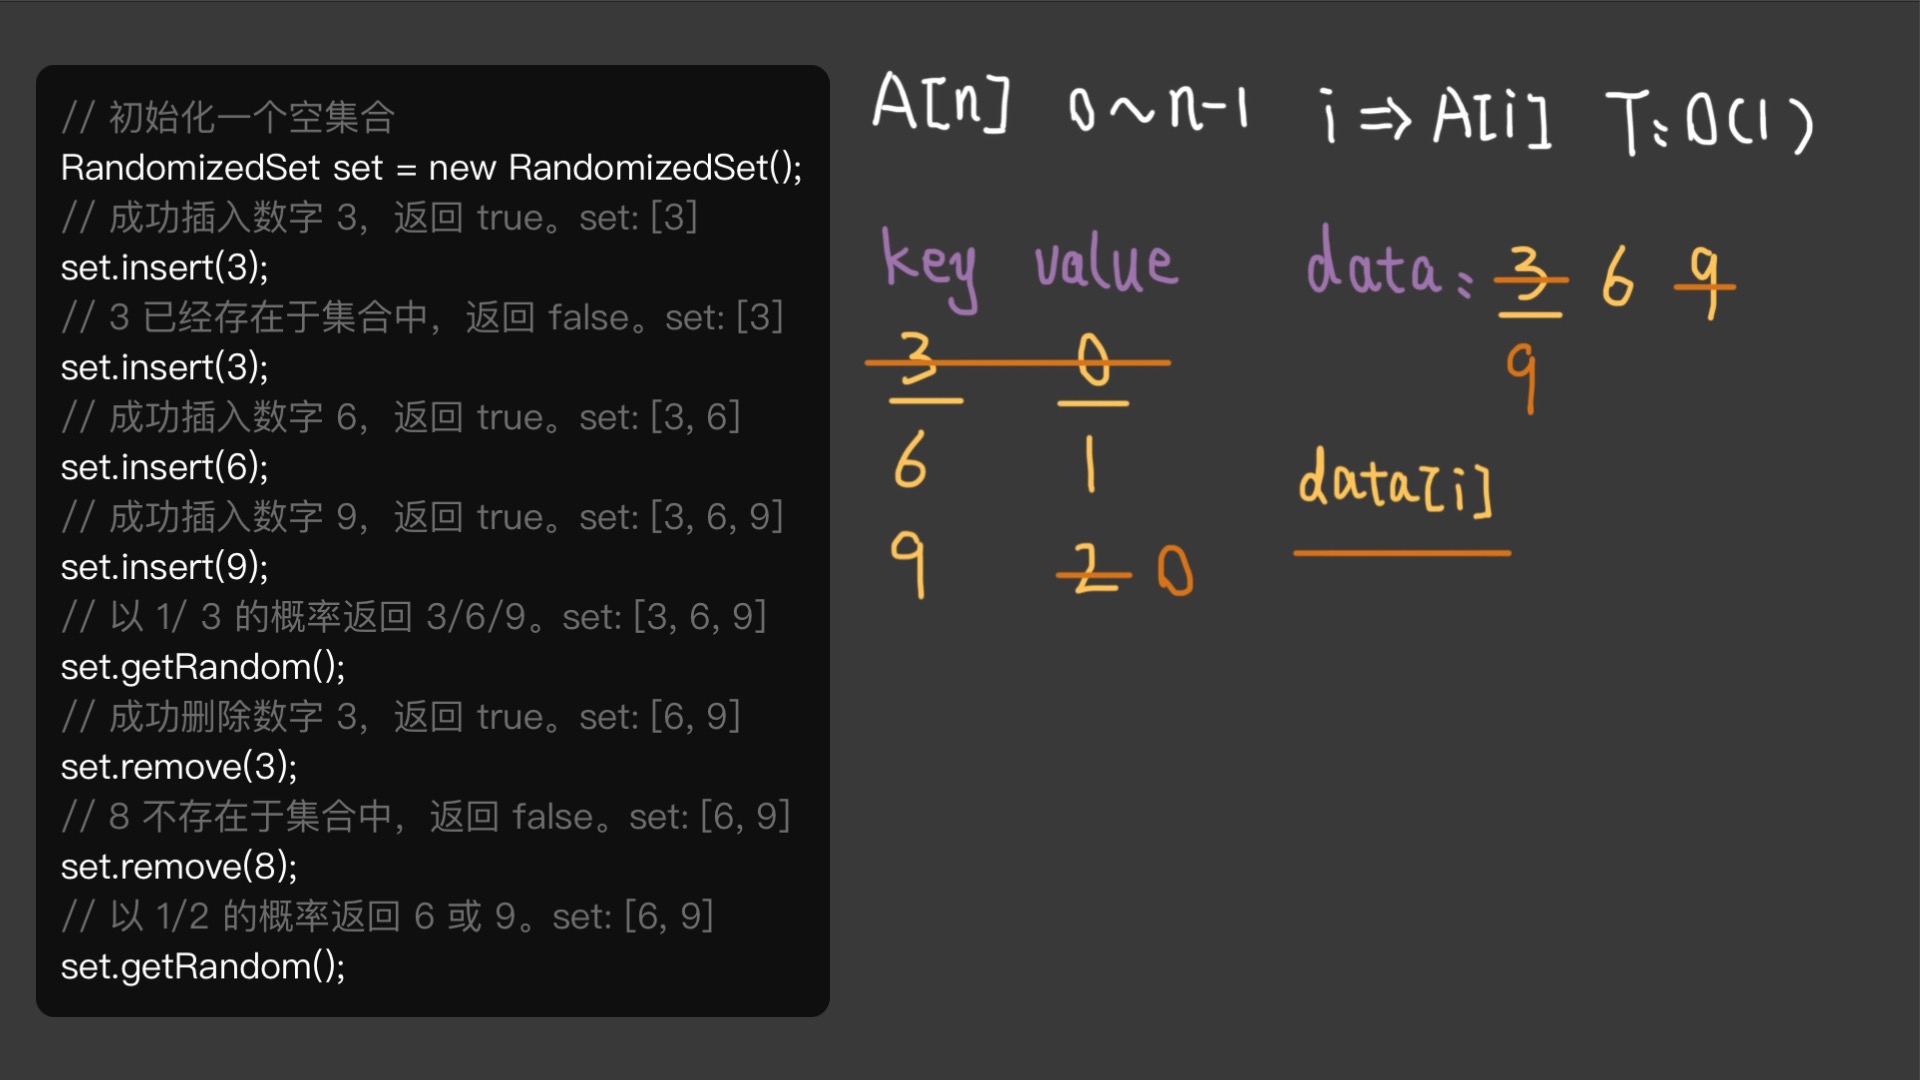 // 初始化一个空集合
RandomizedSet set = new RandomizedSet();
// 成功插入数字 3，返回 true。set: [3]
set.insert(3);
// 3 已经存在于集合中，返回 false。set: [3]
set.insert(3);
// 成功插入数字 6，返回 true。set: [3, 6]
set.insert(6);
// 成功插入数字 9，返回 true。set: [3, 6, 9]
set.insert(9);
// 以 1/ 3 的概率返回 3/6/9。set: [3, 6, 9]
set.getRandom();
// 成功删除数字 3，返回 true。set: [6, 9]
set.remove(3);
// 8 不存在于集合中，返回 false。set: [6, 9]
set.remove(8);
// 以 1/2 的概率返回 6 或 9。set: [6, 9]
set.getRandom();
A[n] 0~n-1 i⇒A[i] T:O(1)
key value
3 0
6 1
9 2 0
data: 3 6 9
9
data[i]